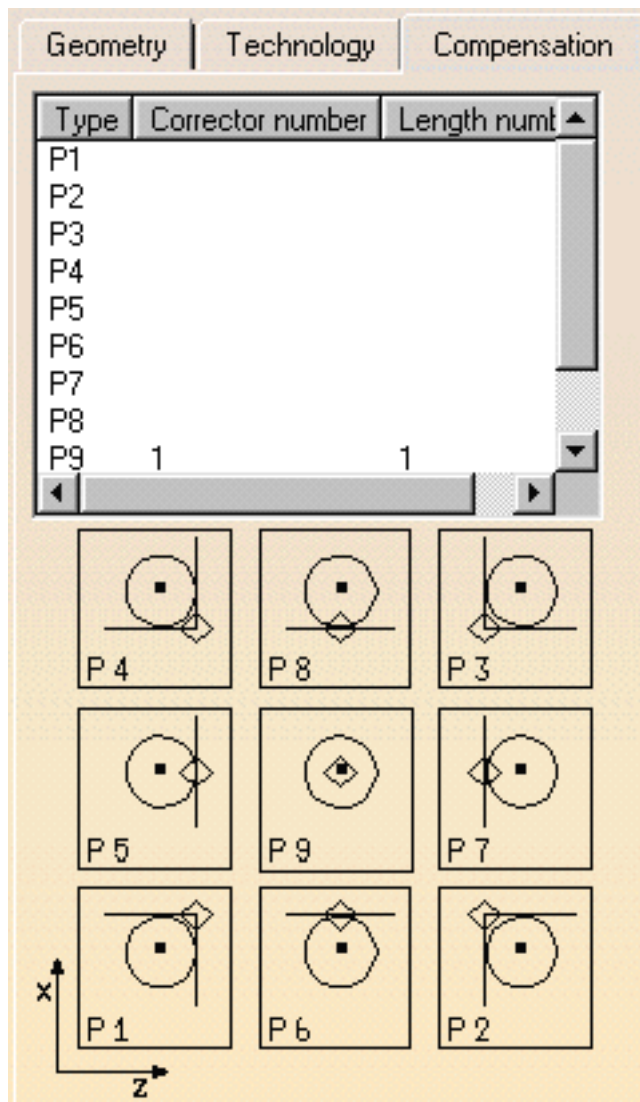 Geometry Technology Compensation
Type Corrector number Length numb
P1
P2
P3
P4
P5
P6
P7
P8
P9 1 1
P 4 P 8 P 3
P 5 P 9 P 7
x
P 1 P 6 P 2
z